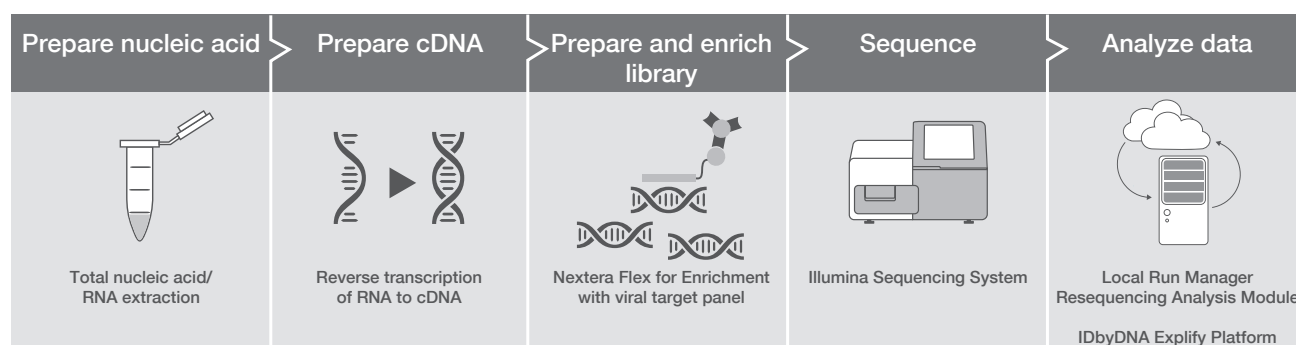 Prepare nucleic acid
Prepare cDNA
Prepare and enrich
library
Sequence
Analyze data
Total nucleic acid/
RNA extraction
Reverse transcription
of RNA to cDNA
Nextera Flex for Enrichment
with viral target panel
Illumina Sequencing System
Local Run Manager
Resequencing Analysis Module
IDbyDNA Explify Platform